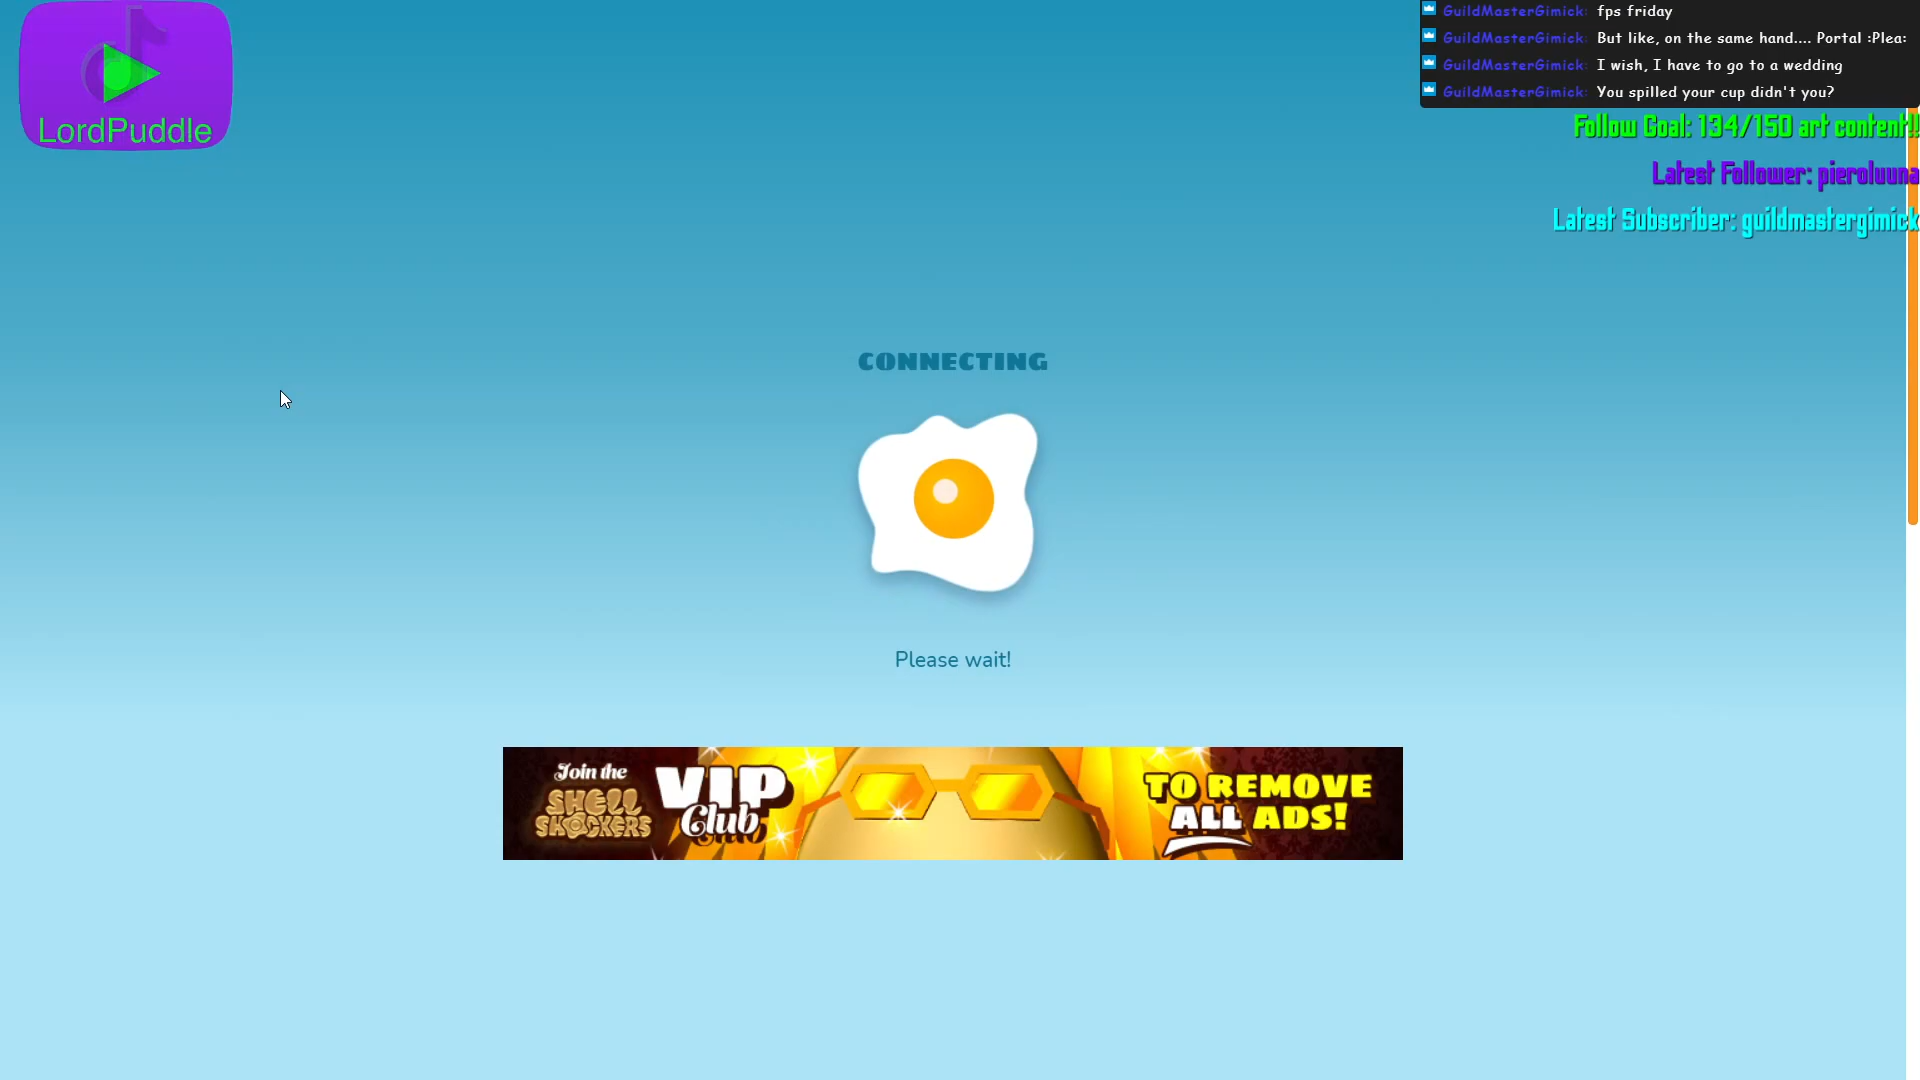 LordPuddle
GuildMasterGimick: fps friday
GuildMasterGimick: But like, on the same hand.... Portal :Plea:
GuildMasterGimick: I wish, I have to go to a wedding
GuildMasterGimick: You spilled your cup didn't you?
Follow Goal: 134/150 art content!!
Latest Follower: pieroluuna
Latest Subscriber: guildmastergimick
CONNECTING
Please wait!
Join the
SHELL
SHOCKERS
VIP
Club
TO REMOVE
ALL ADS!